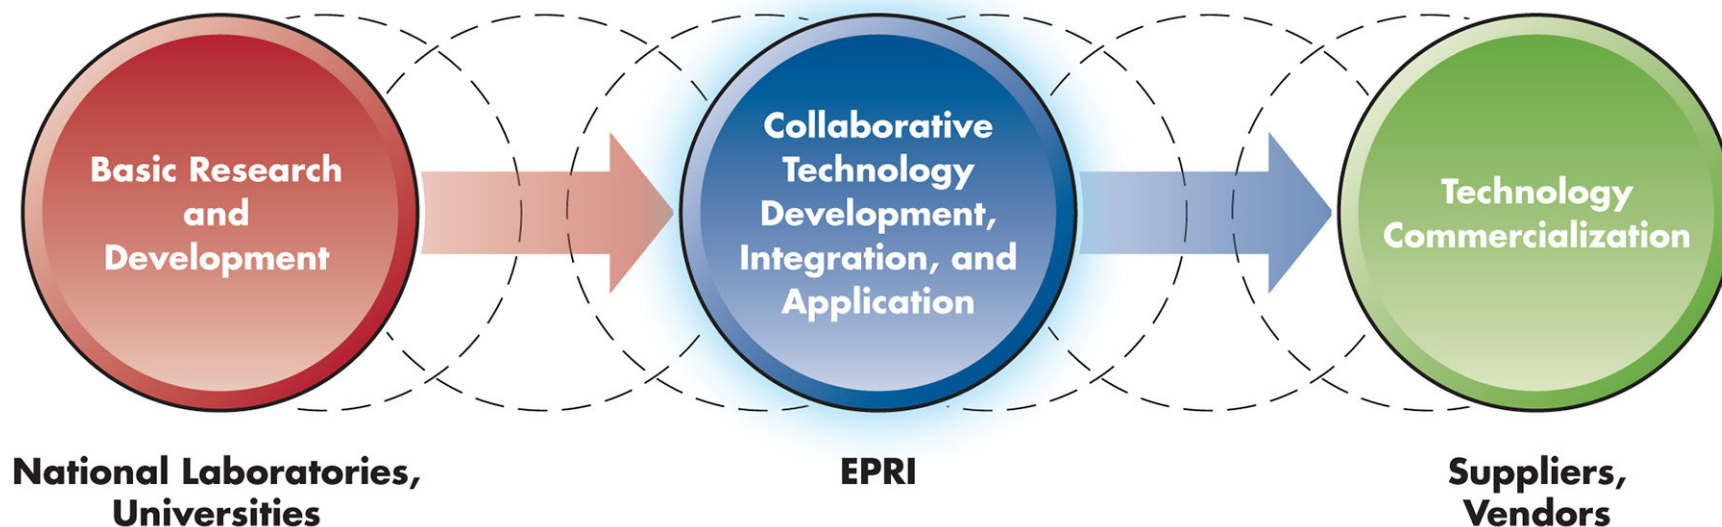 Basic Research
and
Development
Collaborative
Technology
Development,
Integration, and
Application
Technology
Commercialization
National Laboratories,
Universities
EPRI
Suppliers,
Vendors